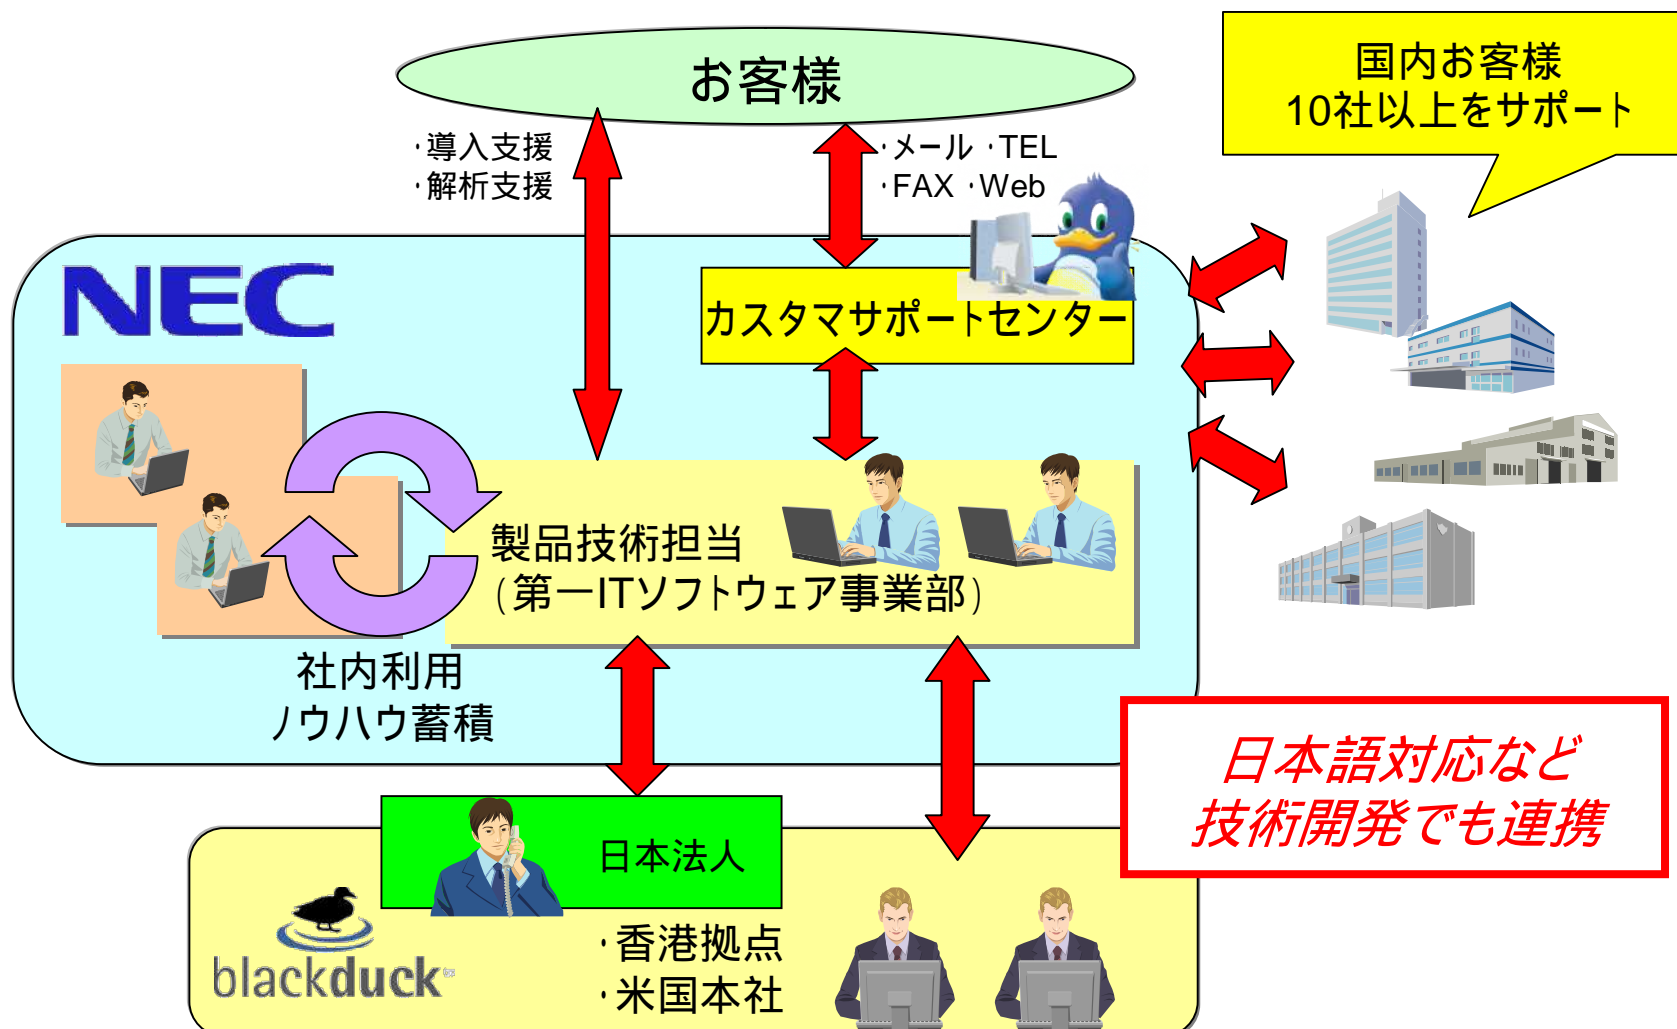 お客様
国内お客様
10社以上をサポート
・導入支援
・解析支援
・メール ・TEL
・FAX ・Web
NEC
カスタマサポートセンター
製品技術担当
（第一ITソフトウェア事業部）
社内利用
ノウハウ蓄積
日本語対応など
技術開発でも連携
日本法人
・香港拠点
・米国本社
blackduck